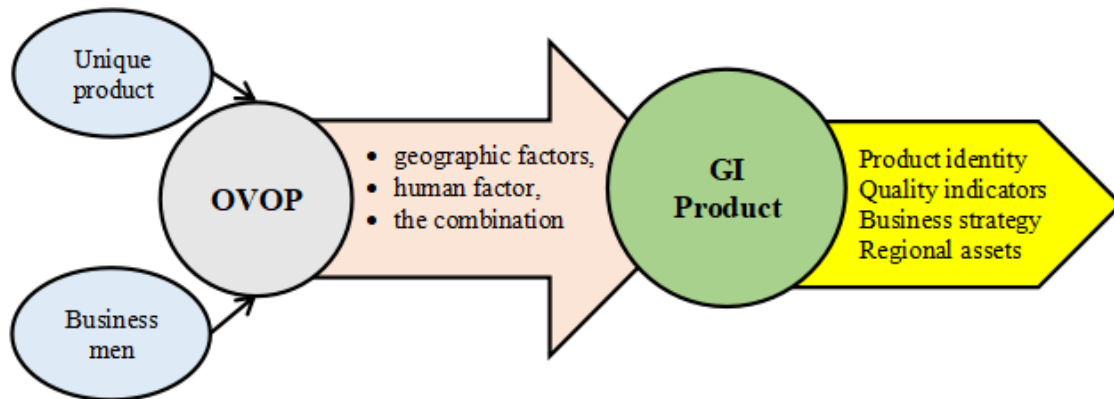 Unique
product
OVOP
Business
men
• geographic factors,
• human factor,
• the combination
GI
Product
Product identity
Quality indicators
Business strategy
Regional assets